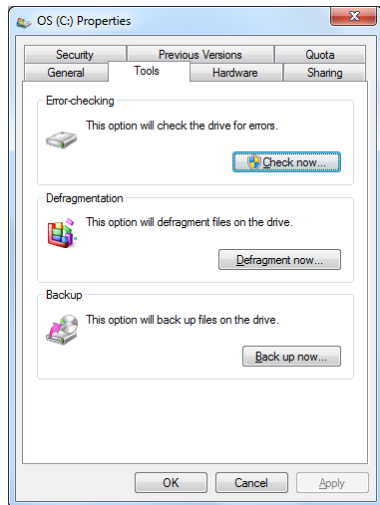 OS (C:) Properties
Security Previous Versions Quota
General Tools Hardware Sharing
Error-checking
This option will check the drive for errors.
Check now...
Defragmentation
This option will defragment files on the drive.
Defragment now...
Backup
This option will back up files on the drive.
Back up now...
OK Cancel Apply